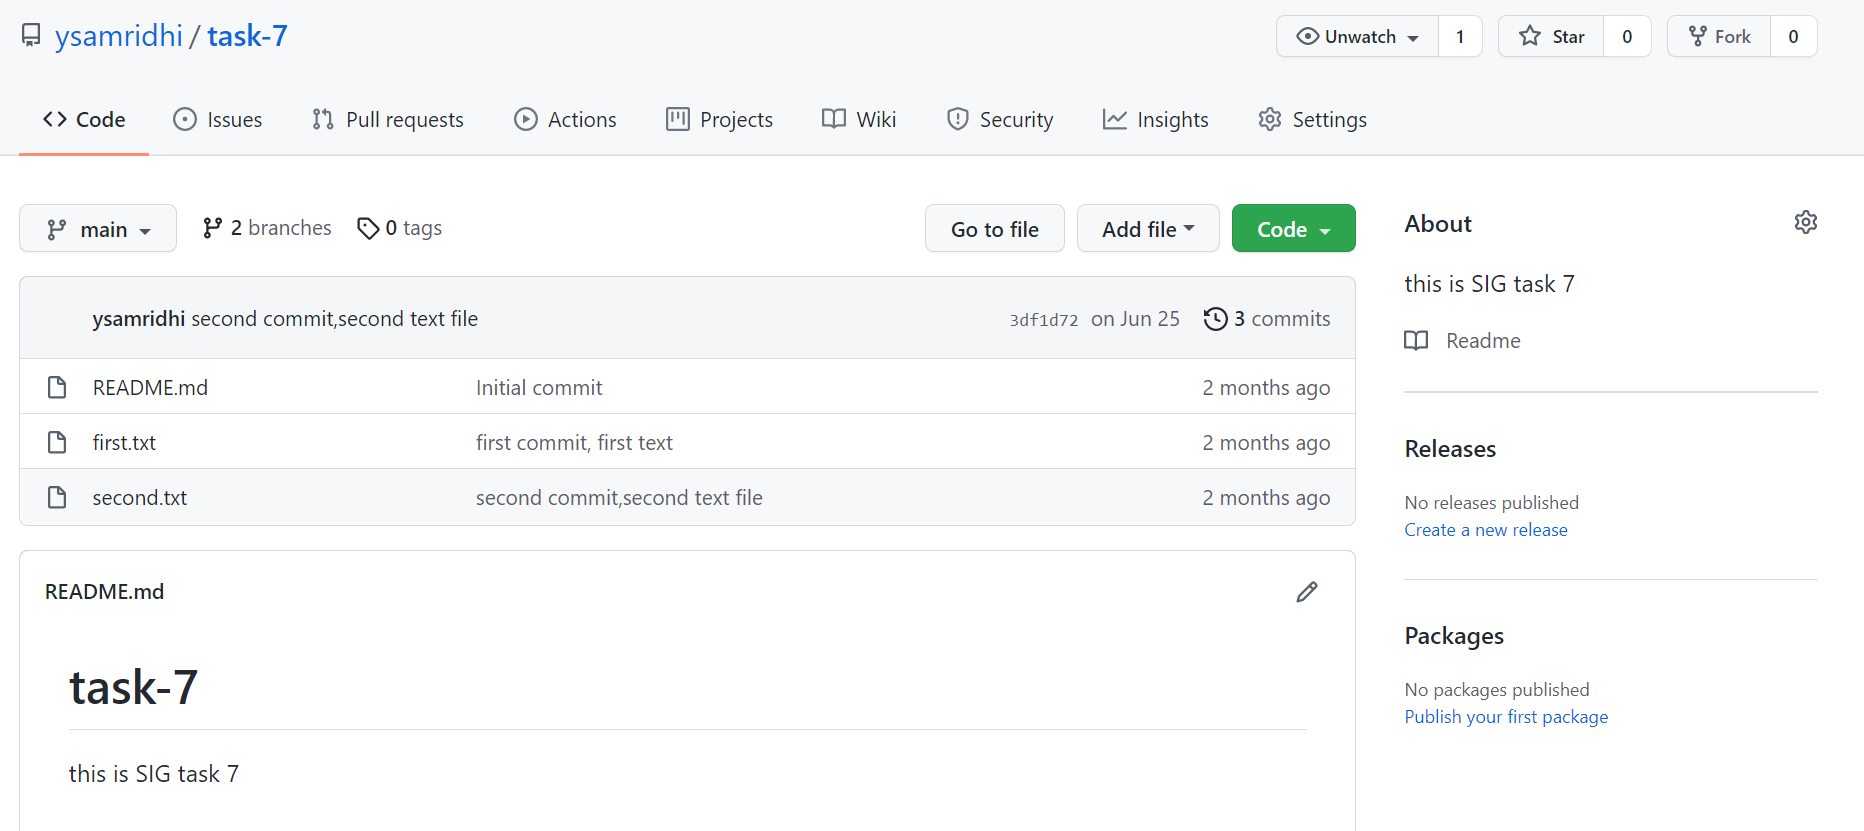 ysamridhi / task-7
Unwatch 1 Star 0 Fork 0
Code Issues Pull requests Actions Projects Wiki Security Insights Settings
main 2 branches 0 tags Go to file Add file Code
ysamridhi second commit,second text file 3df1d72 on Jun 25 3 commits
README.md Initial commit 2 months ago
first.txt first commit, first text 2 months ago
second.txt second commit,second text file 2 months ago
README.md
task-7
this is SIG task 7
About
this is SIG task 7
Readme
Releases
No releases published
Create a new release
Packages
No packages published
Publish your first package